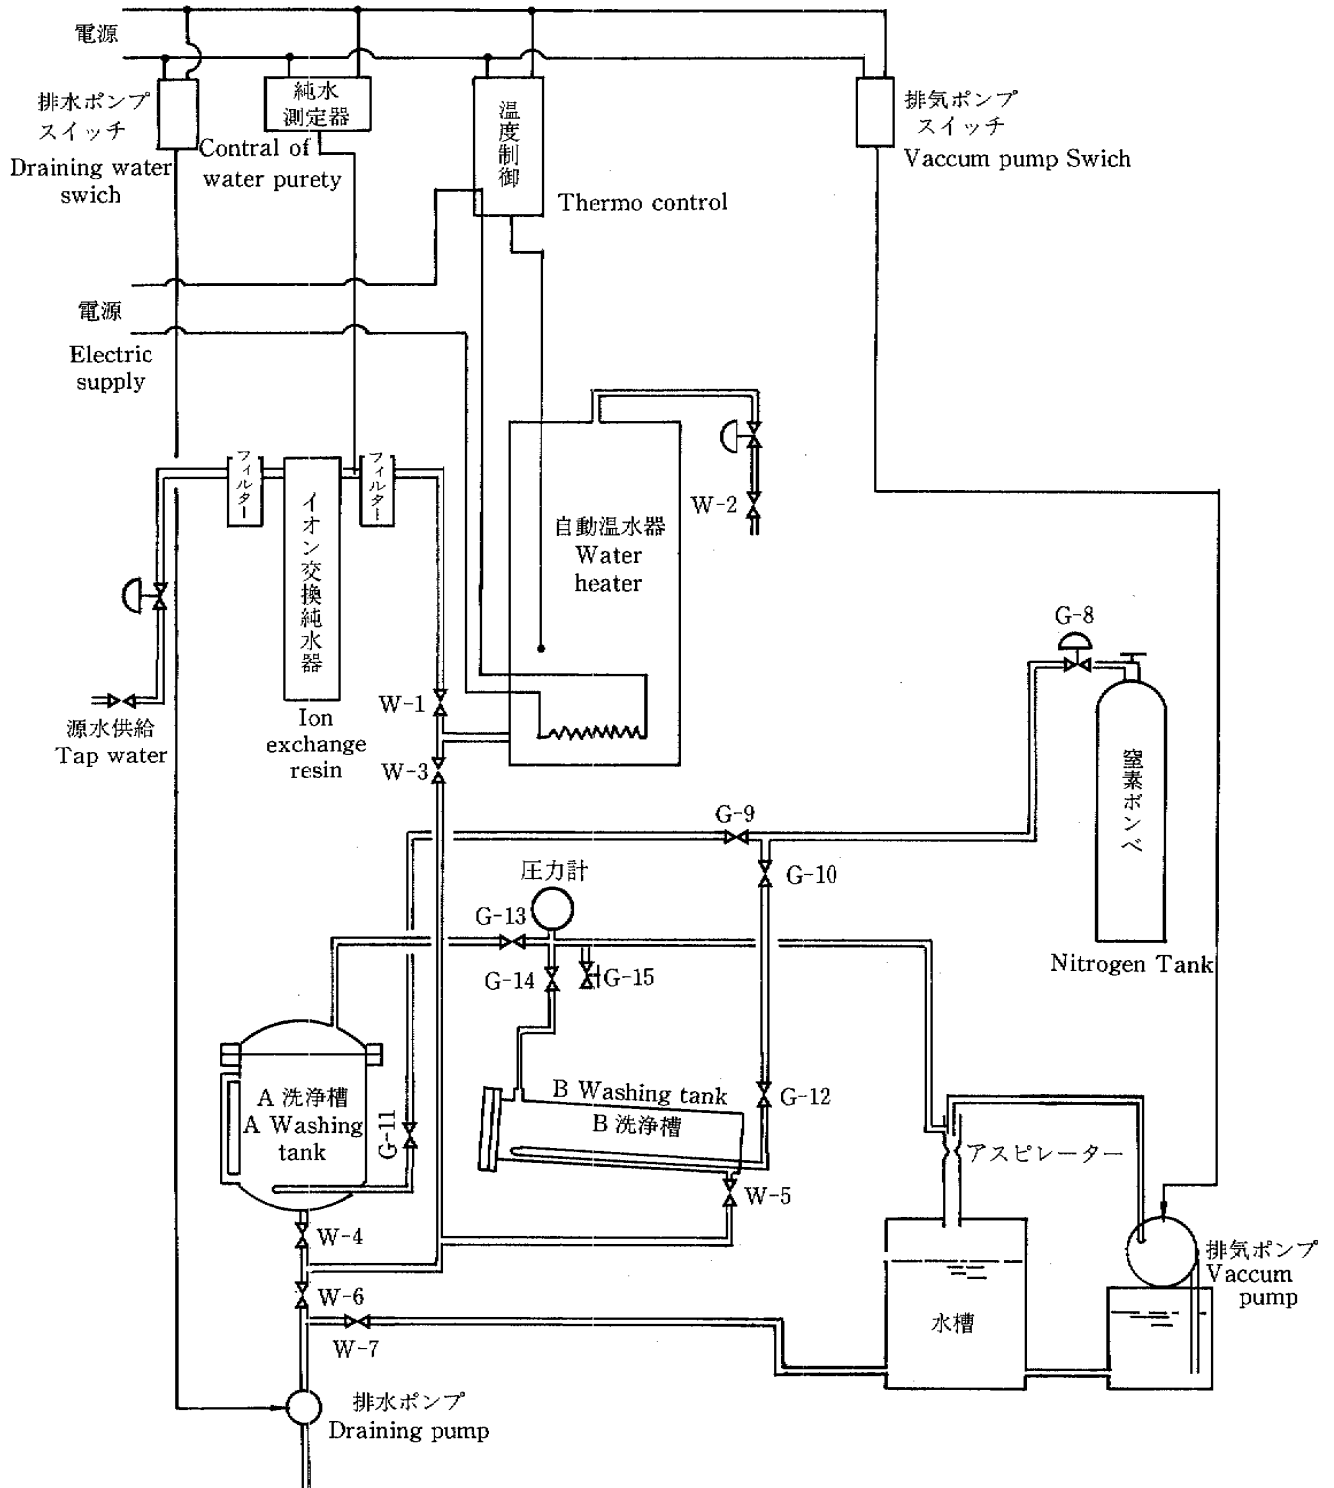 電源
排水ポンプ
スイッチ
Draining water
swich
純水
測定器
Contral of
water purety
温度制御
Thermo control
排気ポンプ
スイッチ
Vaccum pump Swich
電源
Electric
supply
フィルター
イオン交換純水器
フィルター
W-2
自動温水器
Water
heater
G-8
源水供給
Tap water
Ion
exchange
resin
W-1
W-3
窒素ボンベ
Nitrogen Tank
G-9
G-10
圧力計
G-13
G-14
G-15
A 洗浄槽
A Washing
tank
G-11
B Washing tank
B 洗浄槽
G-12
W-5
アスピレーター
W-4
W-6
W-7
水槽
排気ポンプ
Vaccum
pump
排水ポンプ
Draining pump